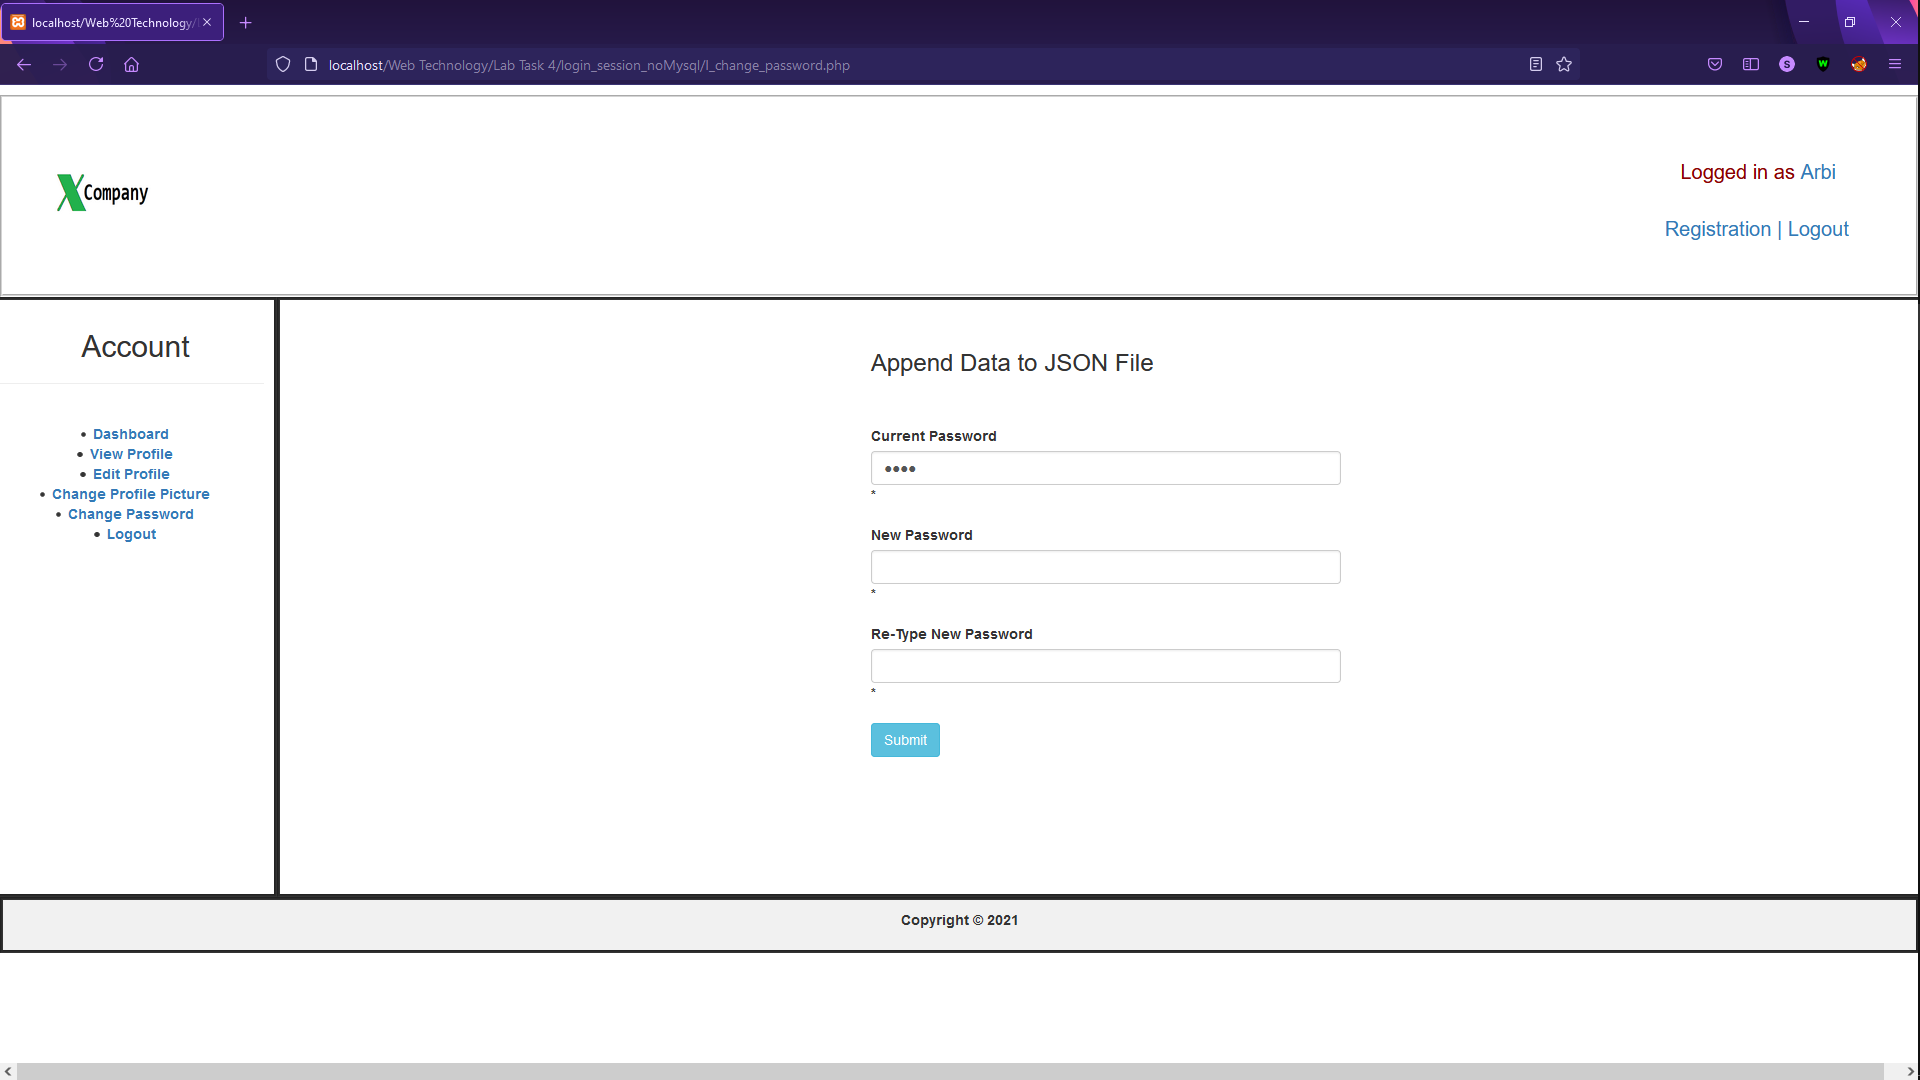 localhost/Web%20Technology/
localhost/Web Technology/Lab Task 4/login_session_noMysql/I_change_password.php
S
W
X Company
Logged in as Arbi
Registration | Logout
Account
• Dashboard
• View Profile
• Edit Profile
• Change Profile Picture
• Change Password
• Logout
Append Data to JSON File
Current Password
••••
*
New Password
*
Re-Type New Password
*
Submit
Copyright © 2021